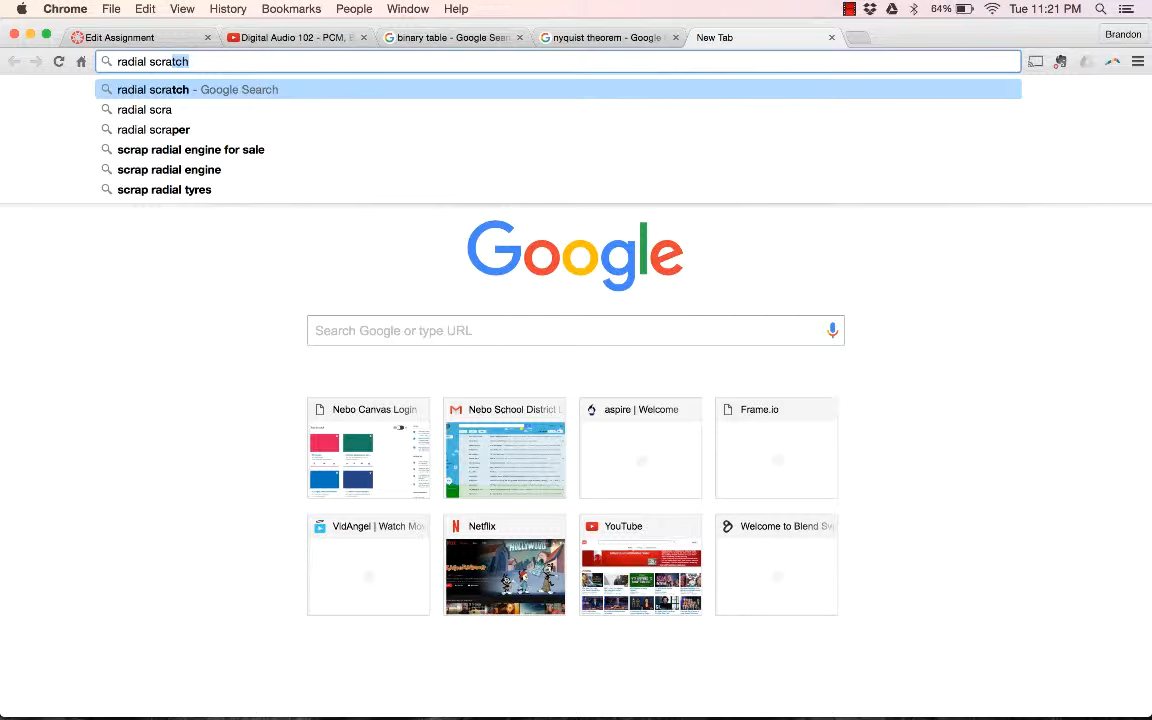 Chrome File Edit View History Bookmarks People Window Help 64% Tue 11:21 PM
Edit Assignment Digital Audio 102 - PCM, B binary table - Google Sear nyquist theorem - Google New Tab Brandon
radial scratch
radial scratch - Google Search
radial scra
radial scraper
scrap radial engine for sale
scrap radial engine
scrap radial tyres
Google
Search Google or type URL
Nebo Canvas Login Nebo School District L aspire | Welcome Frame.io
VidAngel | Watch Mov Netflix YouTube Welcome to Blend Sw